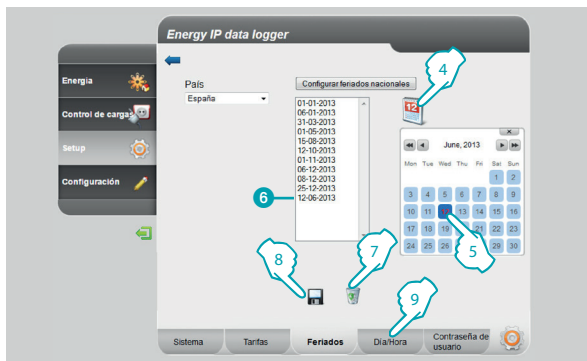 Energy IP data logger
Energia
Control de cargas
Setup
Configuración
País
España
Configurar feriados nacionales
01-01-2013
06-01-2013
31-03-2013
01-05-2013
15-08-2013
12-10-2013
01-11-2013
06-12-2013
08-12-2013
25-12-2013
12-06-2013
6
4
12
x
June, 2013
Mon Tue Wed Thu Fri Sat Sun
1 2
3 4 5 6 7 8 9
10 11 12 13 14 15 16
17 18 19 21 22 23
24 25 26 29 30
5
8
7
9
Sistema
Tarifas
Feriados
Día/Hora
Contraseña de
usuario